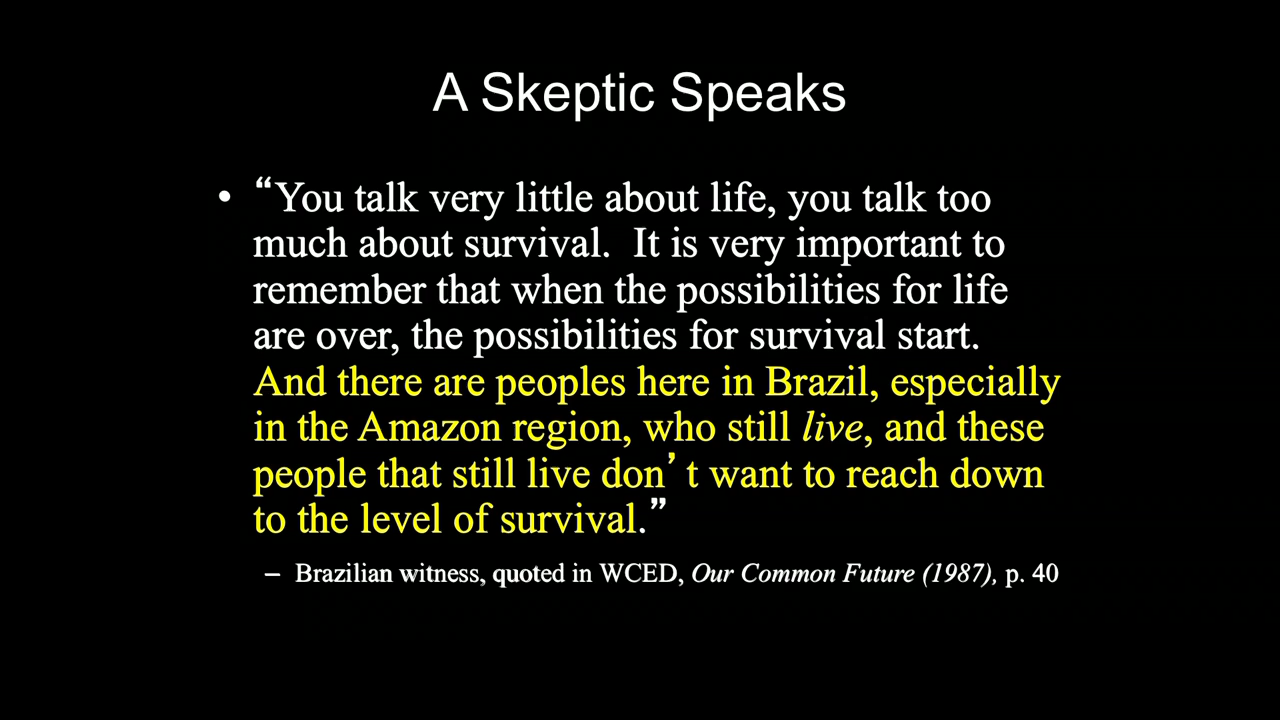 A Skeptic Speaks
• “You talk very little about life, you talk too
much about survival.  It is very important to
remember that when the possibilities for life
are over, the possibilities for survival start.
And there are peoples here in Brazil, especially
in the Amazon region, who still live, and these
people that still live don’ t want to reach down
to the level of survival.”
– Brazilian witness, quoted in WCED, Our Common Future (1987), p. 40